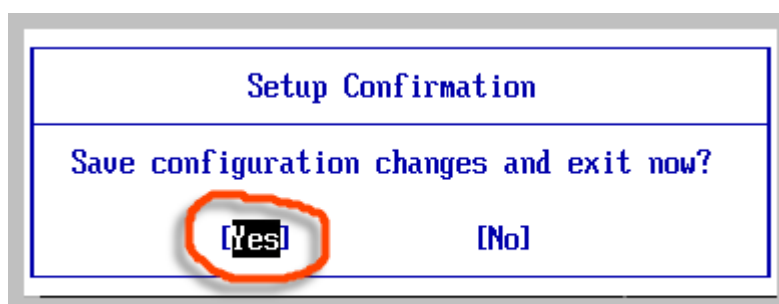 Setup Confirmation
Save configuration changes and exit now?
[Yes] [No]